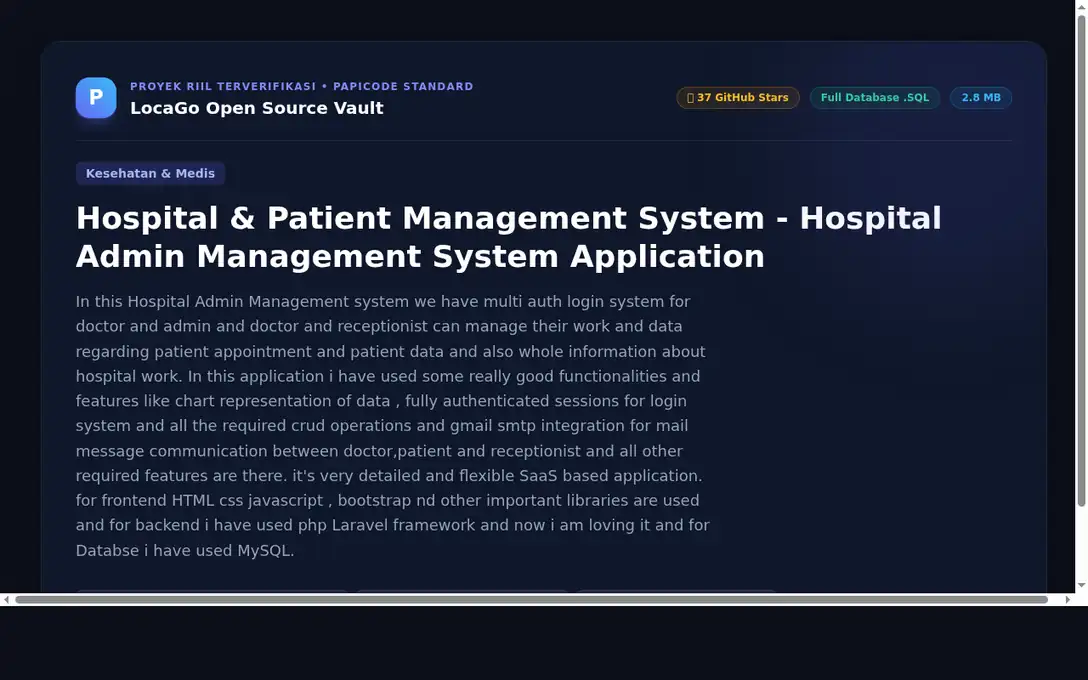 P
PROYEK RIIL TERVERIFIKASI • PAPICODE STANDARD
LocaGo Open Source Vault
37 GitHub Stars
Full Database .SQL
2.8 MB
Kesehatan & Medis
Hospital & Patient Management System - Hospital
Admin Management System Application
In this Hospital Admin Management system we have multi auth login system for
doctor and admin and doctor and receptionist can manage their work and data
regarding patient appointment and patient data and also whole information about
hospital work. In this application i have used some really good functionalities and
features like chart representation of data , fully authenticated sessions for login
system and all the required crud operations and gmail smtp integration for mail
message communication between doctor,patient and receptionist and all other
required features are there. it's very detailed and flexible SaaS based application.
for frontend HTML css javascript , bootstrap nd other important libraries are used
and for backend i have used php Laravel framework and now i am loving it and for
Databse i have used MySQL.